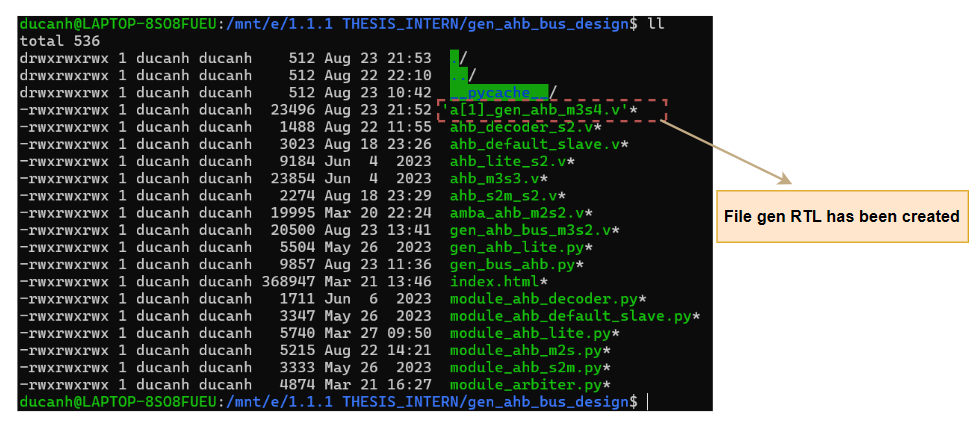 ducanh@LAPTOP-8SO8FUEU:/mnt/e/1.1.1 THESIS_INTERN/gen_ahb_bus_design$ ll
total 536
drwxrwxrwx 1 ducanh ducanh    512 Aug 23 21:53  ./
drwxrwxrwx 1 ducanh ducanh    512 Aug 22 22:10  ../
drwxrwxrwx 1 ducanh ducanh    512 Aug 23 10:42  __pycache__/
-rwxrwxrwx 1 ducanh ducanh  23496 Aug 23 21:52 'a[1]_gen_ahb_m3s4.v'*
-rwxrwxrwx 1 ducanh ducanh   1488 Aug 22 11:55  ahb_decoder_s2.v*
-rwxrwxrwx 1 ducanh ducanh   3023 Aug 18 23:26  ahb_default_slave.v*
-rwxrwxrwx 1 ducanh ducanh   9184 Jun  4  2023  ahb_lite_s2.v*
-rwxrwxrwx 1 ducanh ducanh  23854 Jun  4  2023  ahb_m3s3.v*
-rwxrwxrwx 1 ducanh ducanh   2274 Aug 18 23:29  ahb_s2m_s2.v*
-rwxrwxrwx 1 ducanh ducanh  19995 Mar 20 22:24  amba_ahb_m2s2.v*
-rwxrwxrwx 1 ducanh ducanh  20500 Aug 23 13:41  gen_ahb_bus_m3s2.v*
-rwxrwxrwx 1 ducanh ducanh   5504 May 26  2023  gen_ahb_lite.py*
-rwxrwxrwx 1 ducanh ducanh   9857 Aug 23 11:36  gen_bus_ahb.py*
-rwxrwxrwx 1 ducanh ducanh 368947 Mar 21 13:46  index.html*
-rwxrwxrwx 1 ducanh ducanh   1711 Jun  6  2023  module_ahb_decoder.py*
-rwxrwxrwx 1 ducanh ducanh   3347 May 26  2023  module_ahb_default_slave.py*
-rwxrwxrwx 1 ducanh ducanh   5740 Mar 27 09:50  module_ahb_lite.py*
-rwxrwxrwx 1 ducanh ducanh   5215 Aug 22 14:21  module_ahb_m2s.py*
-rwxrwxrwx 1 ducanh ducanh   3333 May 26  2023  module_ahb_s2m.py*
-rwxrwxrwx 1 ducanh ducanh   4874 Mar 21 16:27  module_arbiter.py*
ducanh@LAPTOP-8SO8FUEU:/mnt/e/1.1.1 THESIS_INTERN/gen_ahb_bus_design$
File gen RTL has been created